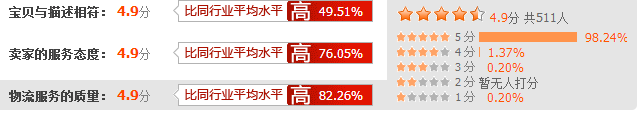 宝贝与描述相符：4.9分 比同行业平均水平 高 49.51%
卖家的服务态度：4.9分 比同行业平均水平 高 76.05%
物流服务的质量：4.9分 比同行业平均水平 高 82.26%
4.9分 共511人
5分 98.24%
4分 1.37%
3分 0.20%
2分 暂无人打分
1分 0.20%